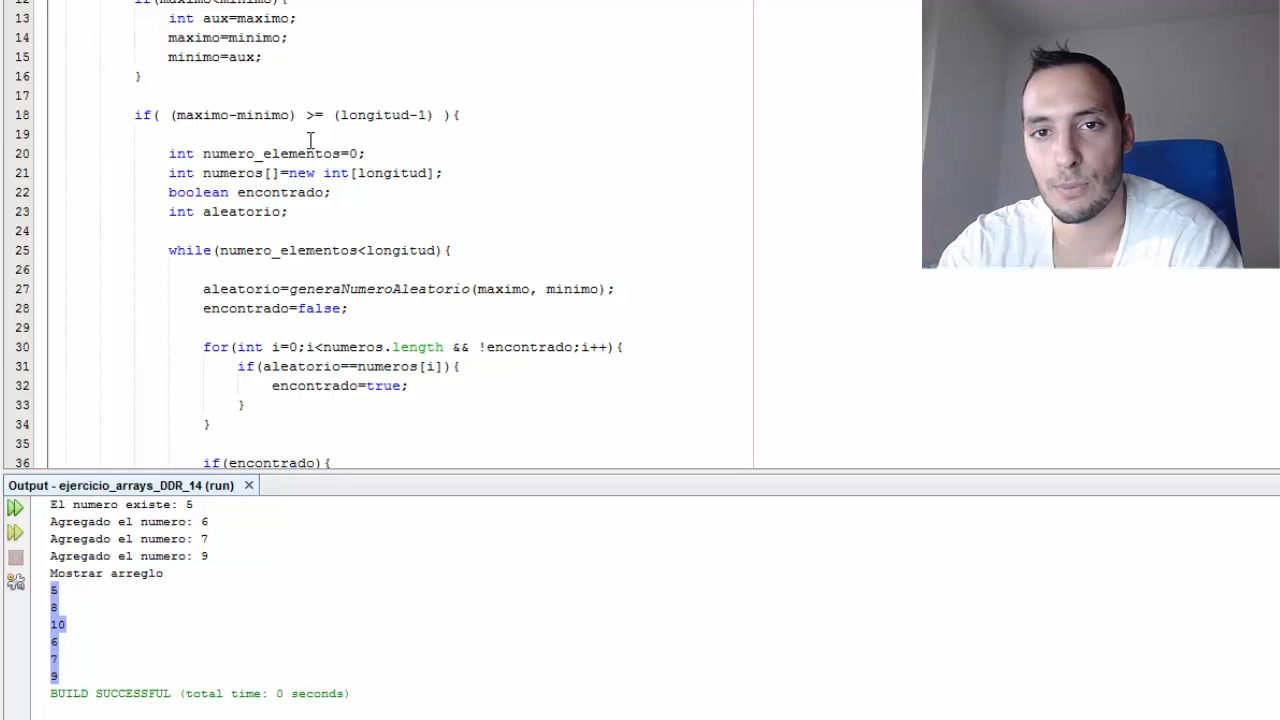 12 if(maximo<minimo){
13 int aux=maximo;
14 maximo=minimo;
15 minimo=aux;
16 }
17
18 if( (maximo-minimo) >= (longitud-1) ){
19
20 int numero_elementos=0;
21 int numeros[]=new int[longitud];
22 boolean encontrado;
23 int aleatorio;
24
25 while(numero_elementos<longitud){
26
27 aleatorio=generaNumeroAleatorio(maximo, minimo);
28 encontrado=false;
29
30 for(int i=0;i<numeros.length && !encontrado;i++){
31 if(aleatorio==numeros[i]){
32 encontrado=true;
33 }
34 }
35
36 if(encontrado){
Output - ejercicio_arrays_DDR_14 (run)
El numero existe: 5
Agregado el numero: 6
Agregado el numero: 7
Agregado el numero: 9
Mostrar arreglo
5
8
10
6
7
9
BUILD SUCCESSFUL (total time: 0 seconds)